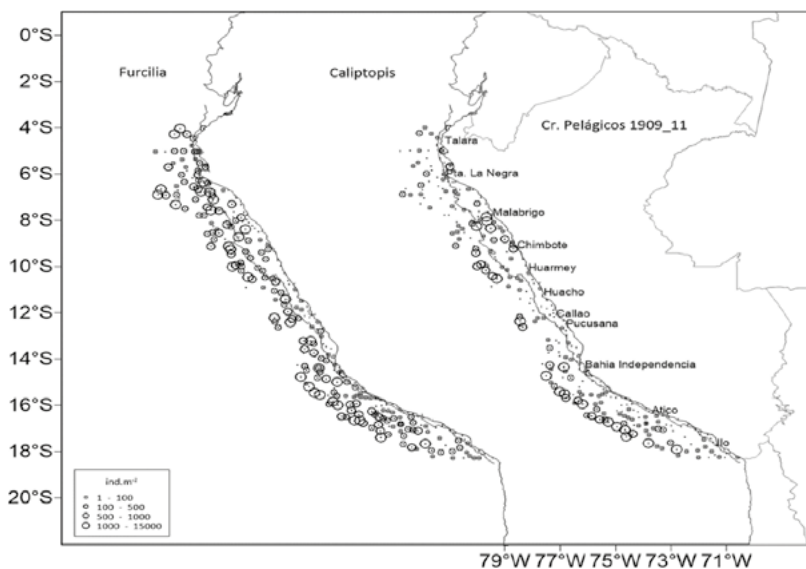 0°S
2°S
Furcilia
Caliptopis
4°S
Cr. Pelágicos 1909_11
Talara
6°S
Pta. La Negra
8°S
Malabrigo
Chimbote
10°S
Huarmey
Huacho
12°S
Callao
Pucusana
14°S
Bahia Independencia
16°S
Atico
18°S
Ilo
ind.m⁻²
1 - 100
100 - 500
500 - 1000
1000 - 15000
20°S
79°W 77°W 75°W 73°W 71°W